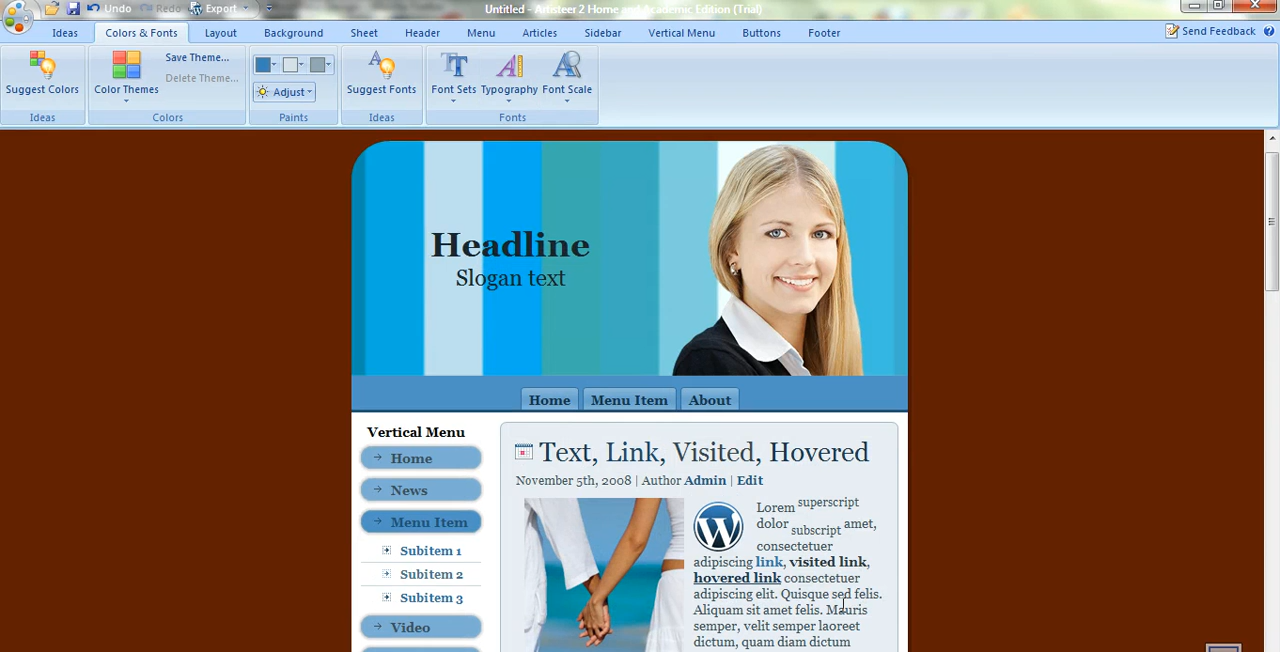 Undo Redo Export Untitled - Artisteer 2 Home and Academic Edition (Trial)
Ideas Colors & Fonts Layout Background Sheet Header Menu Articles Sidebar Vertical Menu Buttons Footer Send Feedback
Save Theme...
Delete Theme...
Adjust
Suggest Colors Color Themes Suggest Fonts Font Sets Typography Font Scale
Ideas Colors Paints Ideas Fonts
Headline
Slogan text
Home Menu Item About
Vertical Menu
Home
News
Menu Item
Subitem 1
Subitem 2
Subitem 3
Video
Text, Link, Visited, Hovered
November 5th, 2008 | Author Admin | Edit
Lorem superscript
dolor subscript amet,
consectetuer
adipiscing link, visited link,
hovered link consectetuer
adipiscing elit. Quisque sed felis.
Aliquam sit amet felis. Mauris
semper, velit semper laoreet
dictum, quam diam dictum